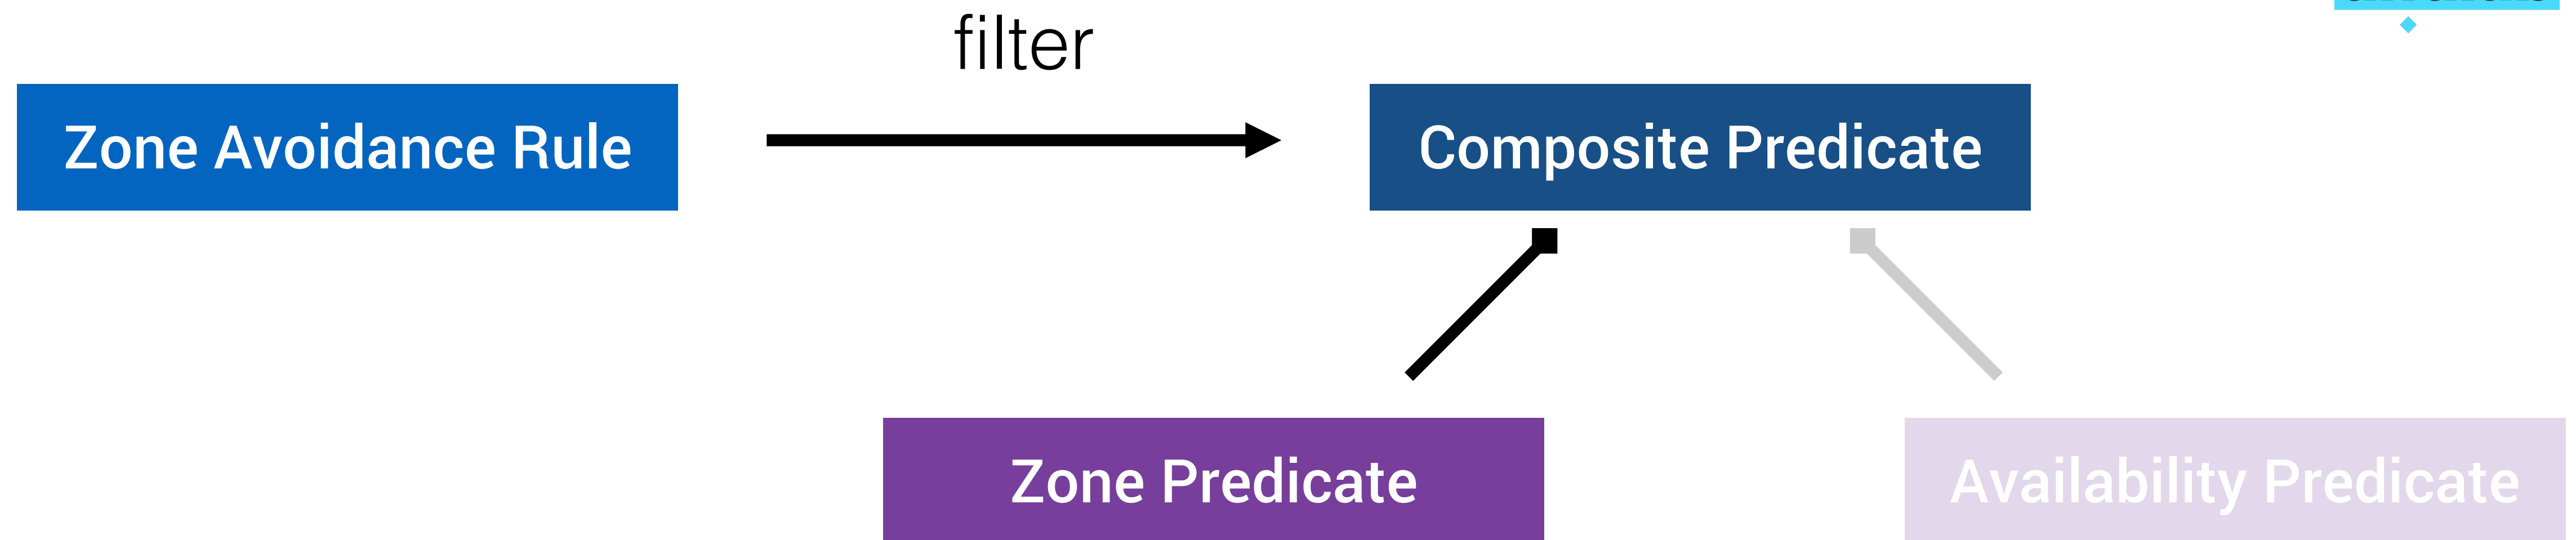 filter
Zone Avoidance Rule
Composite Predicate
Zone Predicate
Availability Predicate